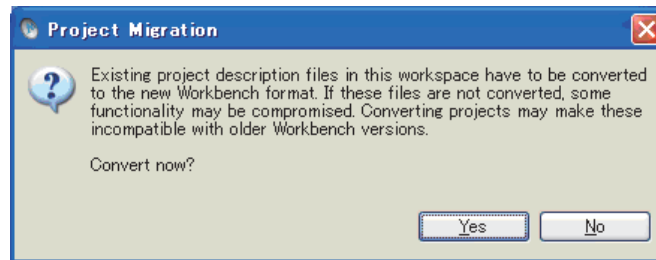 Project Migration
Existing project description files in this workspace have to be converted
to the new Workbench format. If these files are not converted, some
functionality may be compromised. Converting projects may make these
incompatible with older Workbench versions.
Convert now?
Yes No